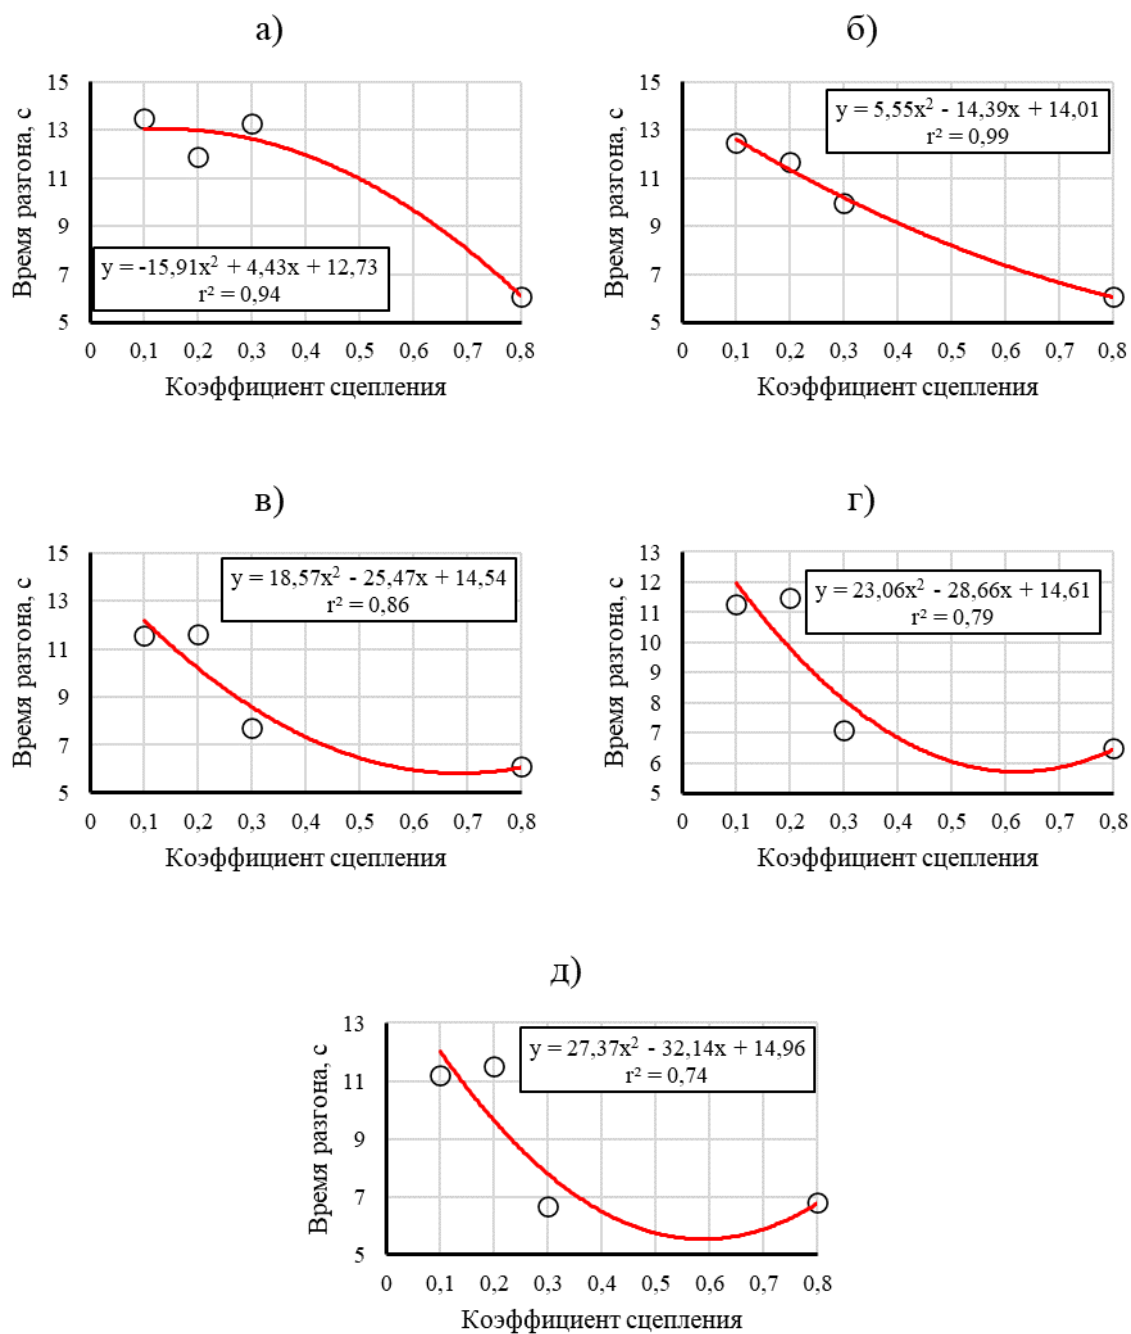 а)
15
13
11
9
7
5
Время разгона, с
y = -15,91x² + 4,43x + 12,73
r² = 0,94
0 0,1 0,2 0,3 0,4 0,5 0,6 0,7 0,8
Коэффициент сцепления
б)
15
13
11
9
7
5
Время разгона, с
y = 5,55x² - 14,39x + 14,01
r² = 0,99
0 0,1 0,2 0,3 0,4 0,5 0,6 0,7 0,8
Коэффициент сцепления
в)
15
13
11
9
7
5
Время разгона, с
y = 18,57x² - 25,47x + 14,54
r² = 0,86
0 0,1 0,2 0,3 0,4 0,5 0,6 0,7 0,8
Коэффициент сцепления
г)
13
12
11
10
9
8
7
6
5
Время разгона, с
y = 23,06x² - 28,66x + 14,61
r² = 0,79
0 0,1 0,2 0,3 0,4 0,5 0,6 0,7 0,8
Коэффициент сцепления
д)
13
11
9
7
5
Время разгона, с
y = 27,37x² - 32,14x + 14,96
r² = 0,74
0 0,1 0,2 0,3 0,4 0,5 0,6 0,7 0,8
Коэффициент сцепления